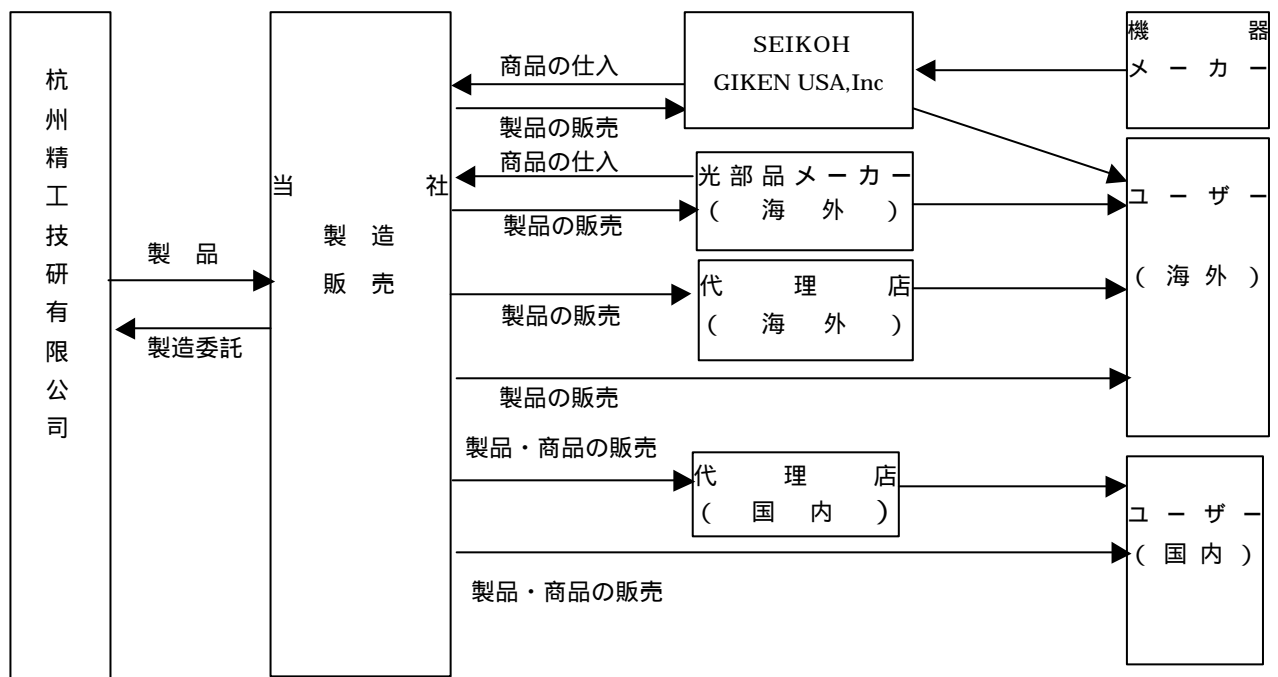 杭州精工技研有限公司
製品
製造委託
当社
製造
販売
商品の仕入
製品の販売
商品の仕入
製品の販売
製品の販売
製品の販売
製品・商品の販売
製品・商品の販売
SEIKOH
GIKEN USA,Inc
光部品メーカー
(海外)
代理店
(海外)
代理店
(国内)
機器
メーカー
ユーザー
(海外)
ユーザー
(国内)